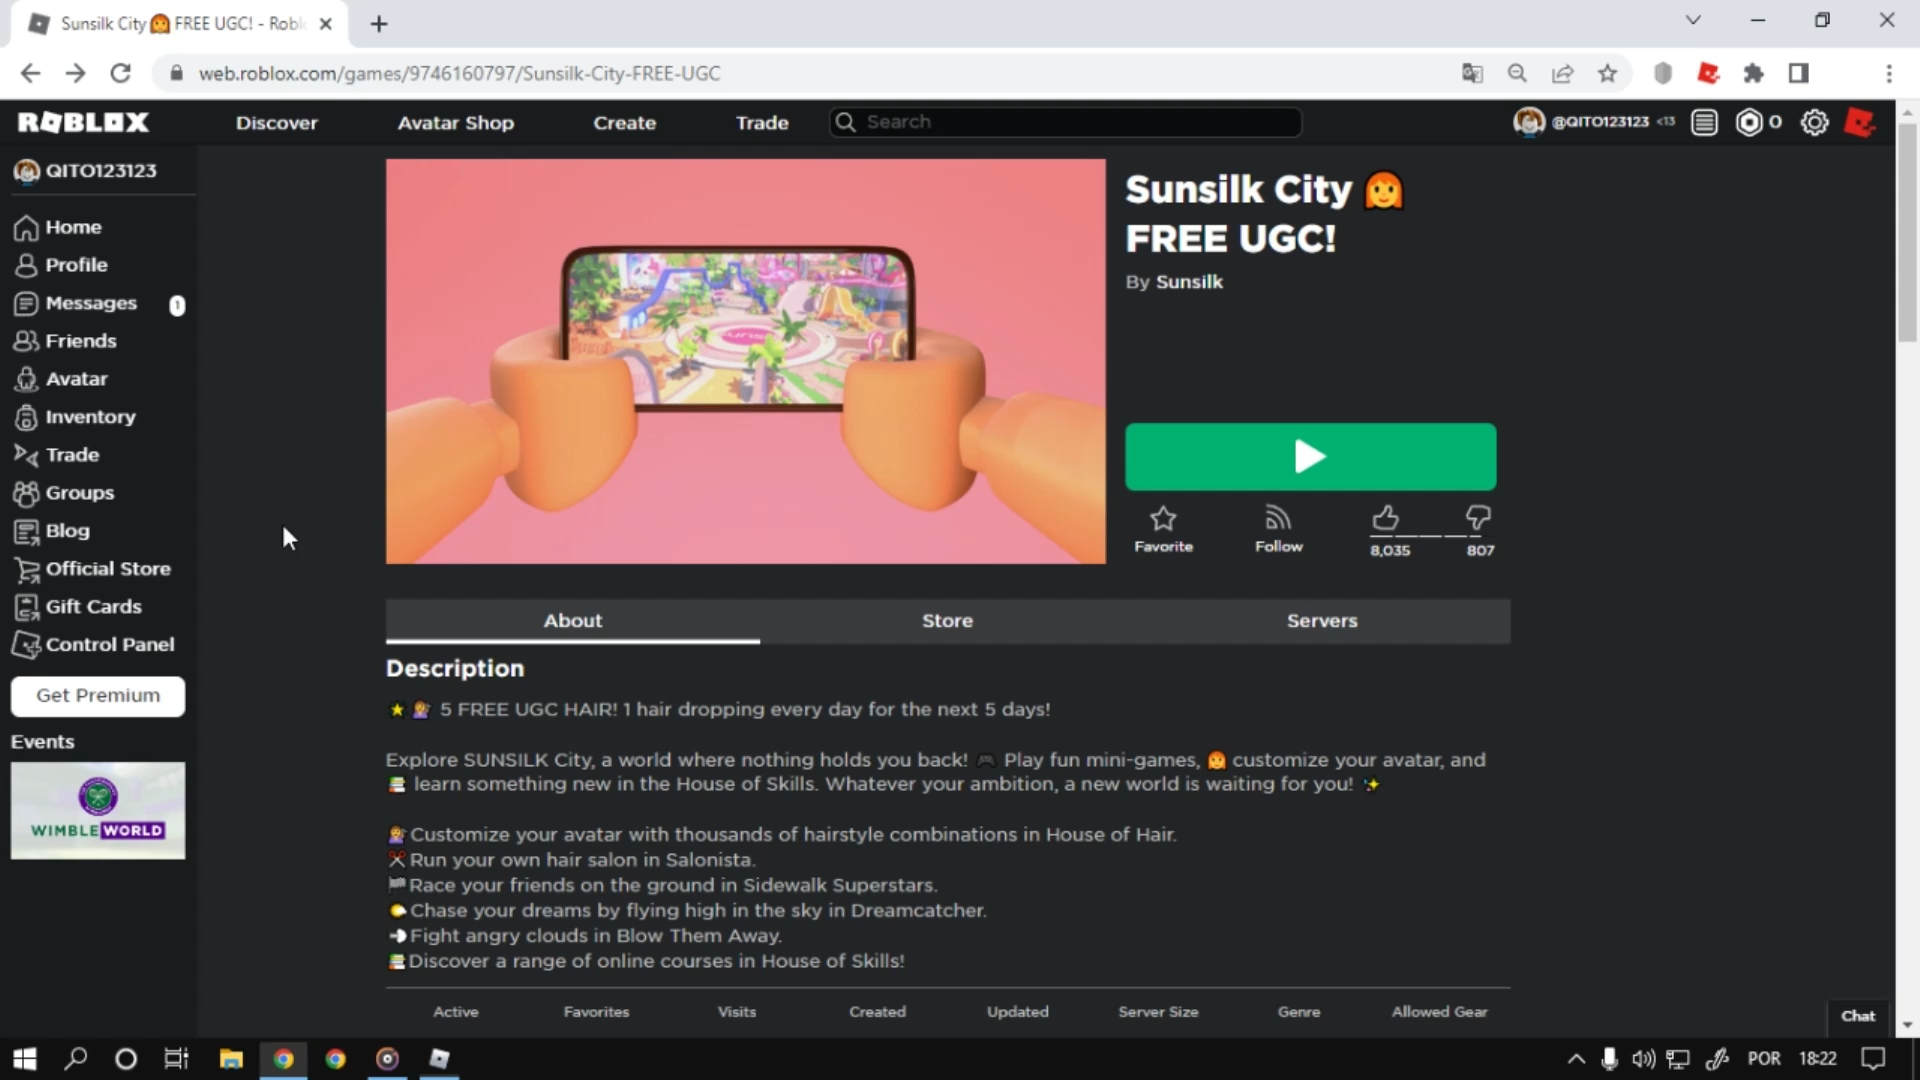 Sunsilk City 👩‍🦰 FREE UGC! - Robl
web.roblox.com/games/9746160797/Sunsilk-City-FREE-UGC
ROBLOX
Discover
Avatar Shop
Create
Trade
Search
@QITO123123 <13
0
QITO123123
Home
Profile
Messages
1
Friends
Avatar
Inventory
Trade
Groups
Blog
Official Store
Gift Cards
Control Panel
Get Premium
Events
WIMBLEWORLD
Sunsilk City 👩‍🦰
FREE UGC!
By Sunsilk
Favorite
Follow
8,035
807
About
Store
Servers
Description
5 FREE UGC HAIR! 1 hair dropping every day for the next 5 days!
Explore SUNSILK City, a world where nothing holds you back! 🎮 Play fun mini-games, 👩‍🦰 customize your avatar, and
📚 learn something new in the House of Skills. Whatever your ambition, a new world is waiting for you! ✨
Customize your avatar with thousands of hairstyle combinations in House of Hair.
Run your own hair salon in Salonista.
Race your friends on the ground in Sidewalk Superstars.
Chase your dreams by flying high in the sky in Dreamcatcher.
Fight angry clouds in Blow Them Away.
Discover a range of online courses in House of Skills!
Active
Favorites
Visits
Created
Updated
Server Size
Genre
Allowed Gear
Chat
POR
18:22